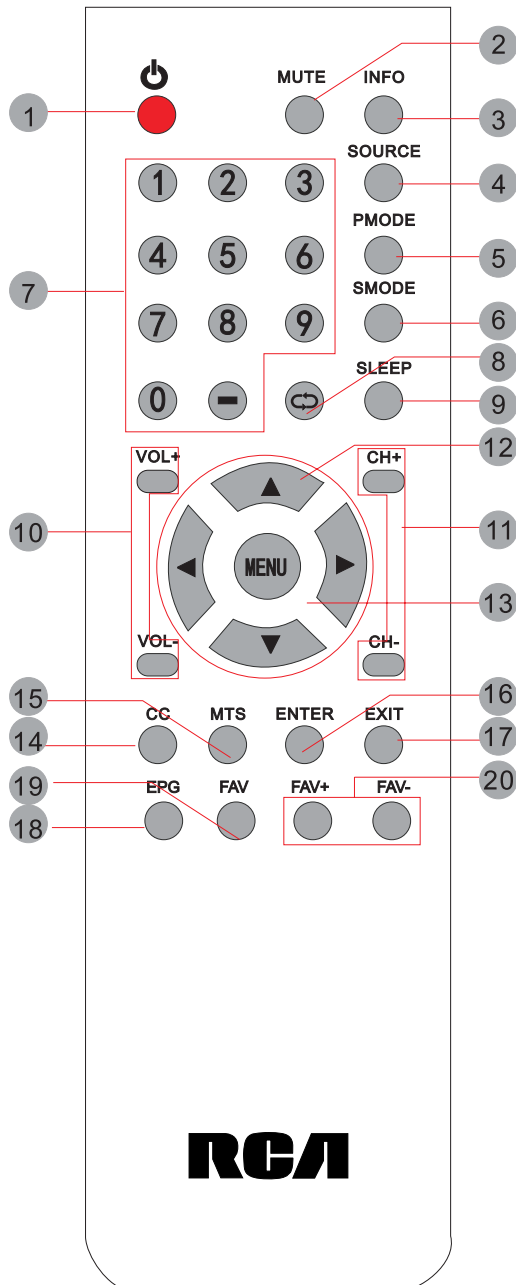 2
MUTE INFO
1
3
SOURCE
1 2 3
4
PMODE
4 5 6
5
7
SMODE
7 8 9
6
8
SLEEP
0 -
9
12
VOL+ CH+
10
11
MENU
13
VOL- CH-
15
16
CC MTS ENTER EXIT
14
17
19
20
EPG FAV FAV+ FAV-
18
RCA